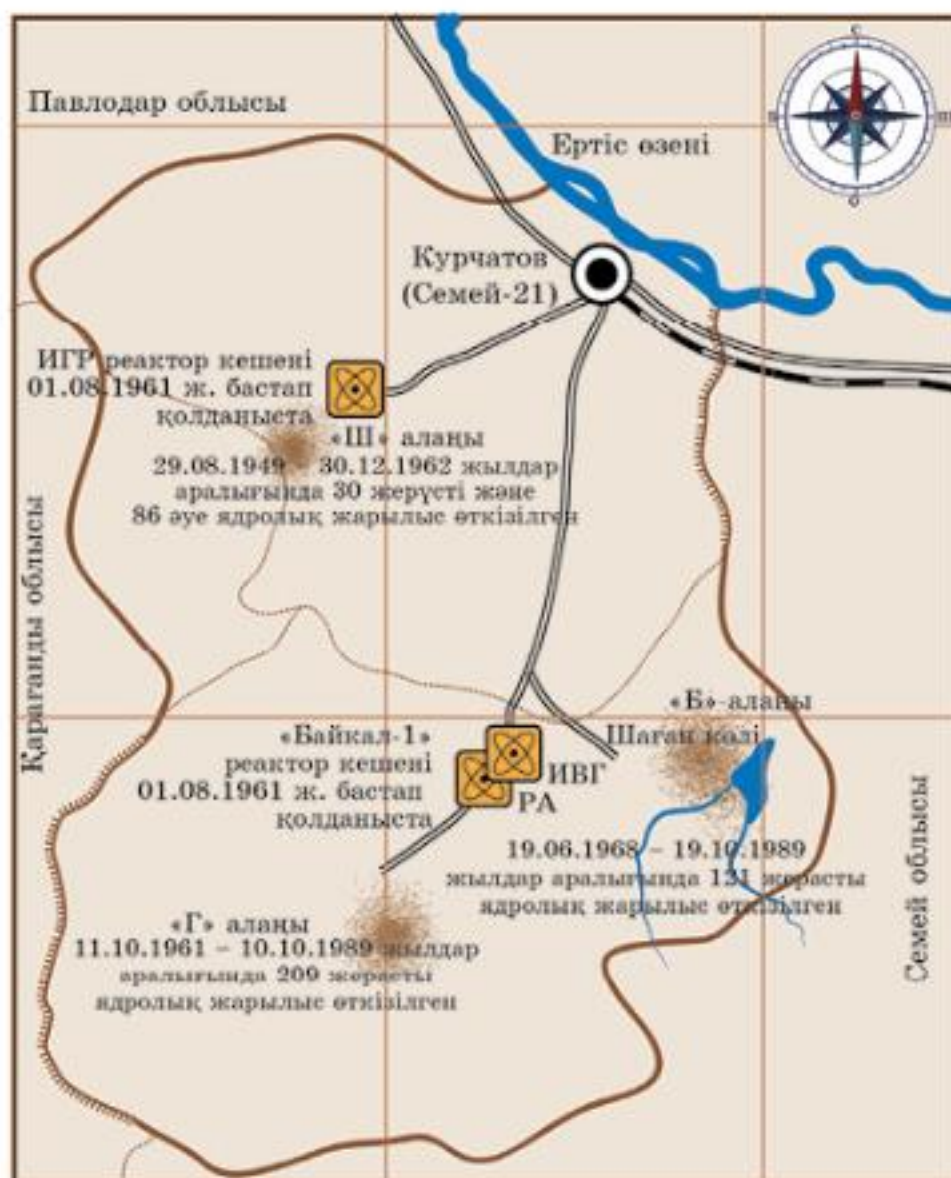 С
Павлодар облысы
Ертіс өзені
О
Курчатов
(Семей-21)
ИГР реактор кешені
01.08.1961 ж. бастап
қолданыста
«Ш» алаңы
29.08.1949 – 30.12.1962 жылдар
аралығында 30 жерүсті және
86 әуе ядролық жарылыс өткізілген
Қарағанды облысы
«Б» алаңы
Шаған көлі
«Байкал-1»
реактор кешені
01.08.1961 ж. бастап
қолданыста
ИВГ
РА
19.06.1968 – 19.10.1989
жылдар аралығында 121 жерасты
ядролық жарылыс өткізілген
Семей облысы
«Г» алаңы
11.10.1961 – 10.10.1989 жылдар
аралығында 209 жерасты
ядролық жарылыс өткізілген